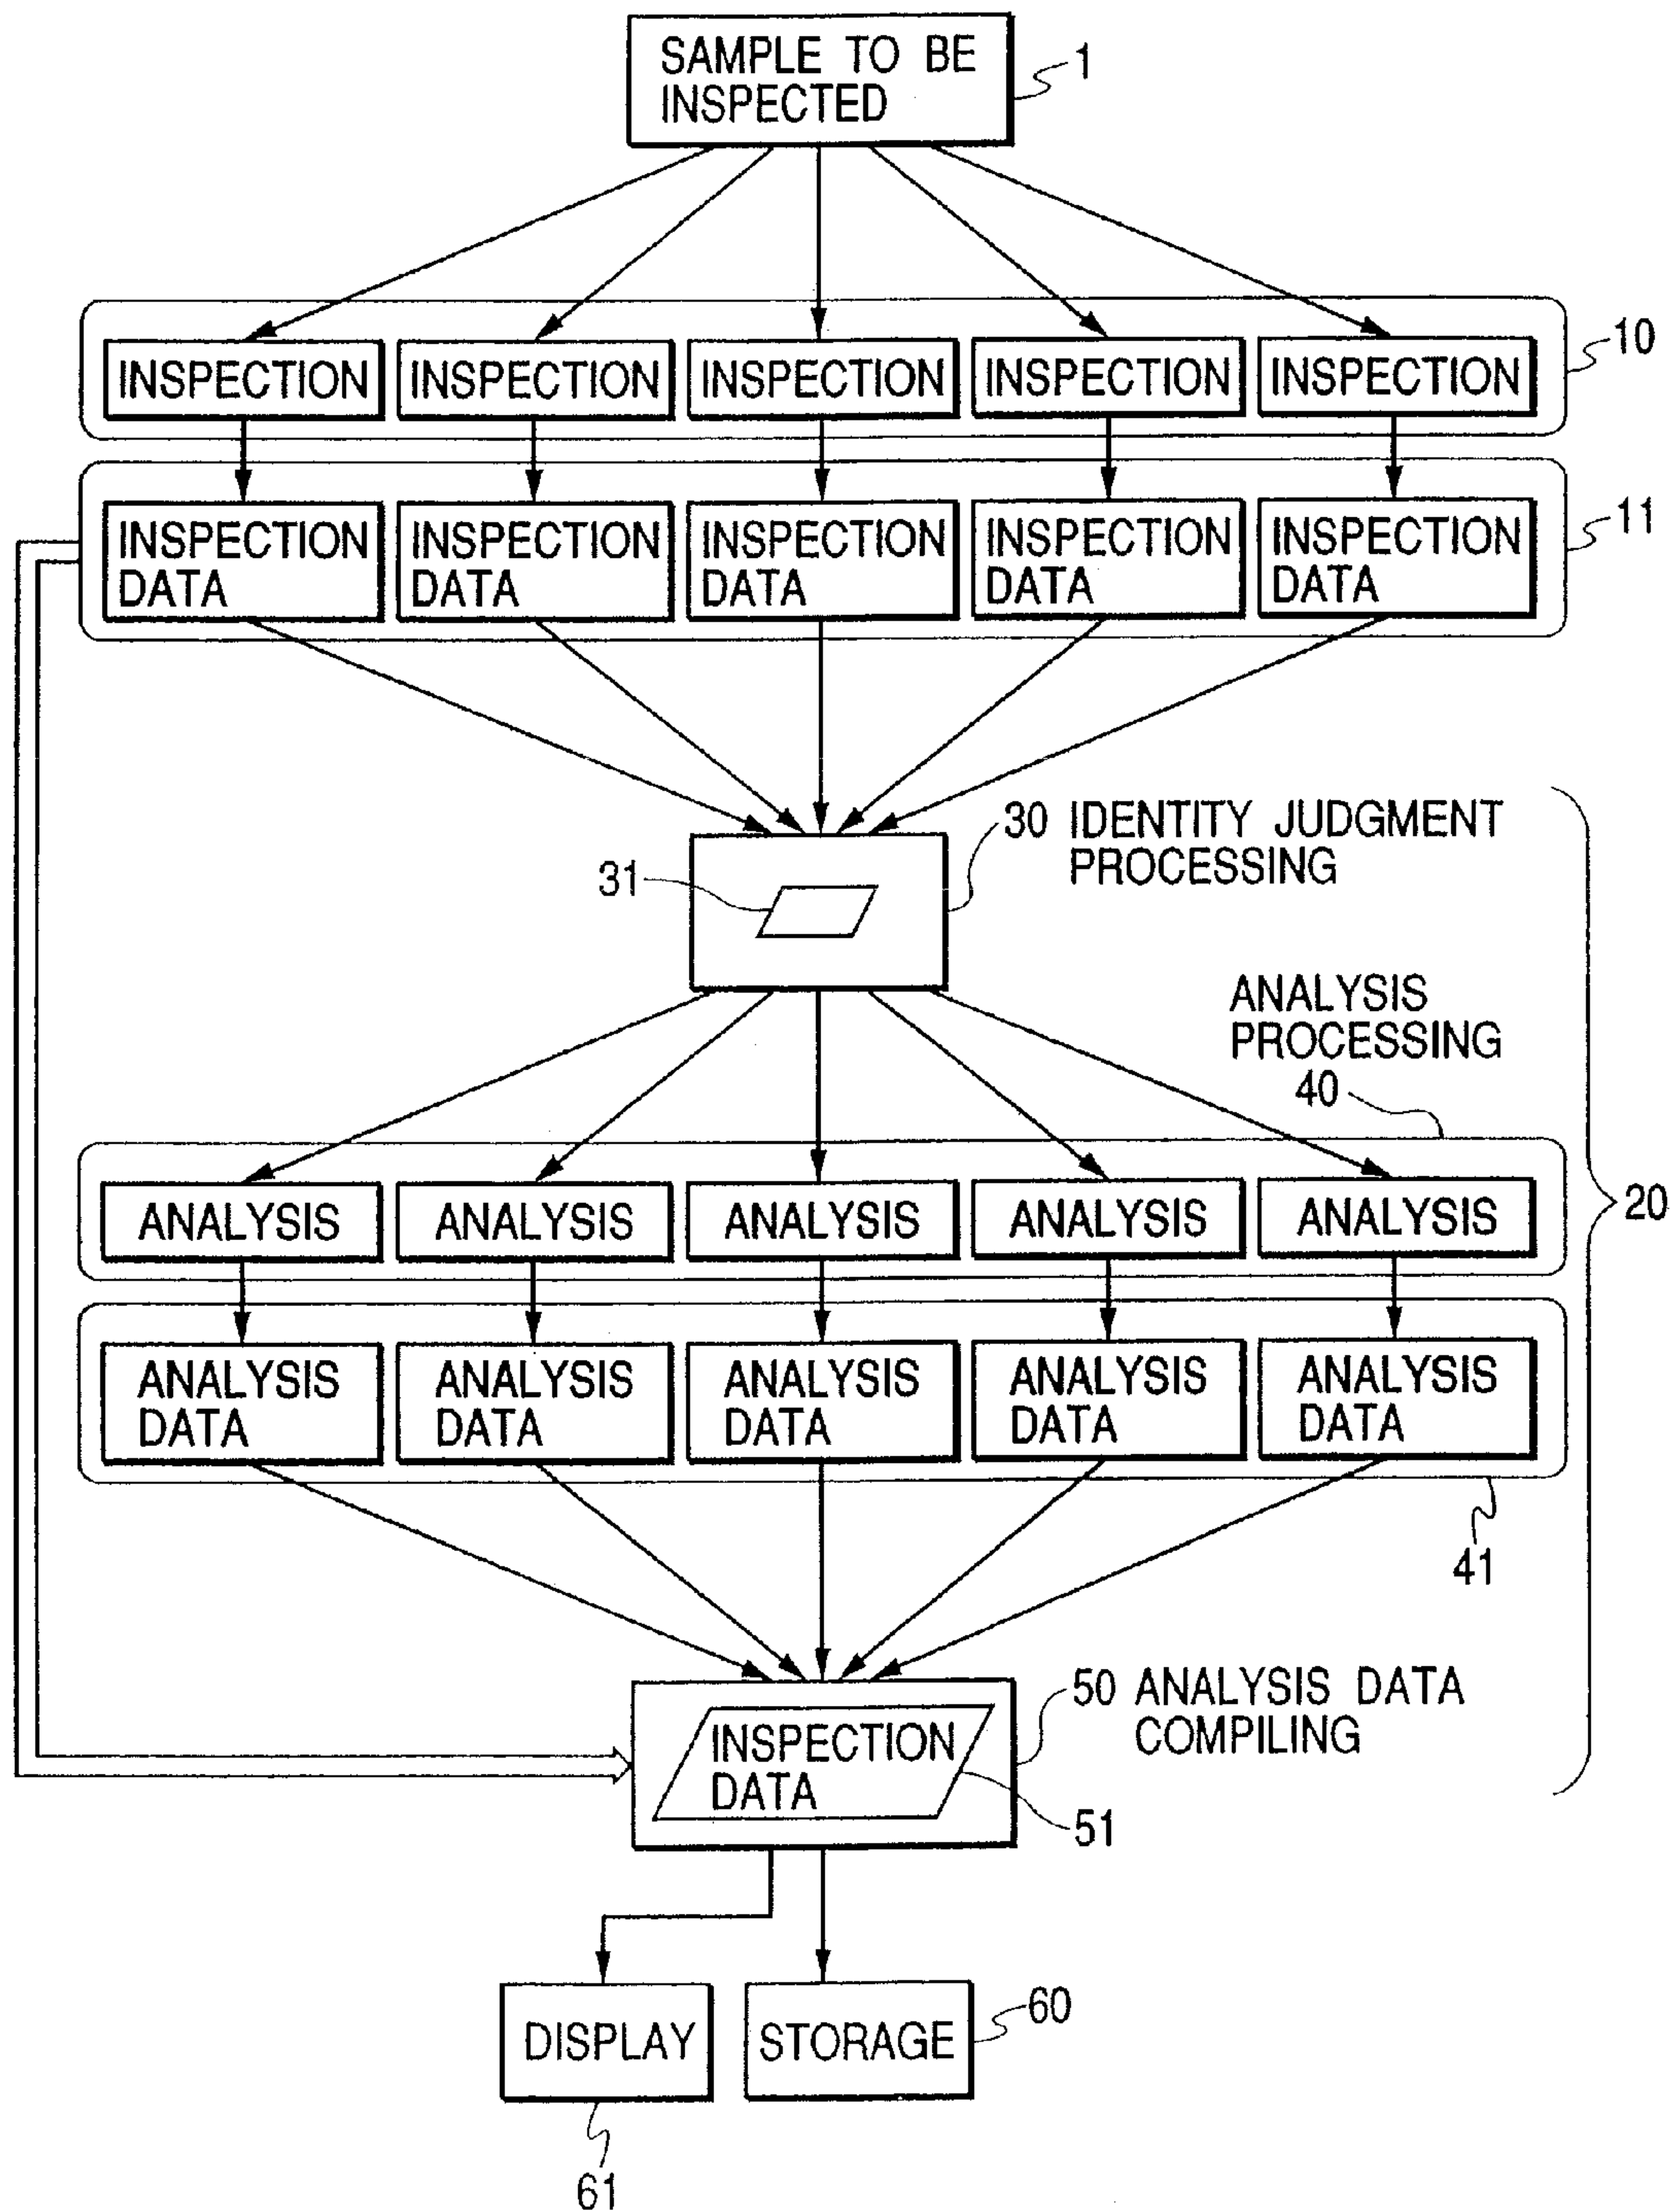 SAMPLE TO BE
INSPECTED
1
INSPECTION INSPECTION INSPECTION INSPECTION INSPECTION
10
INSPECTION INSPECTION INSPECTION INSPECTION INSPECTION
DATA DATA DATA DATA DATA
11
30 IDENTITY JUDGMENT
PROCESSING
31
ANALYSIS
PROCESSING
40
ANALYSIS ANALYSIS ANALYSIS ANALYSIS ANALYSIS
20
ANALYSIS ANALYSIS ANALYSIS ANALYSIS ANALYSIS
DATA DATA DATA DATA DATA
41
50 ANALYSIS DATA
COMPILING
INSPECTION
DATA
51
60
DISPLAY STORAGE
61